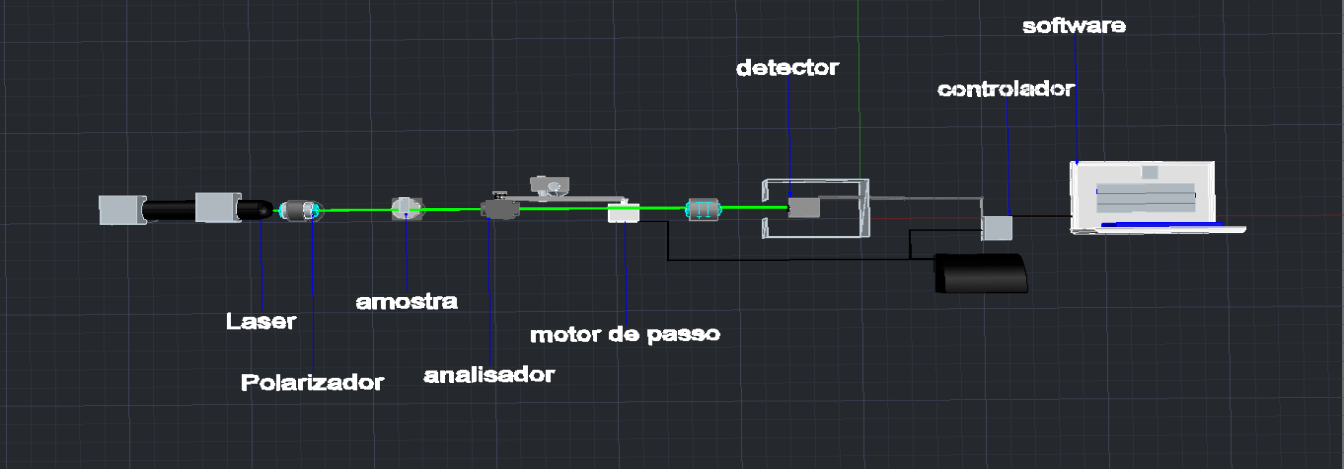 software
detector
controlador
amostra
Laser
motor de passo
Polarizador
analisador